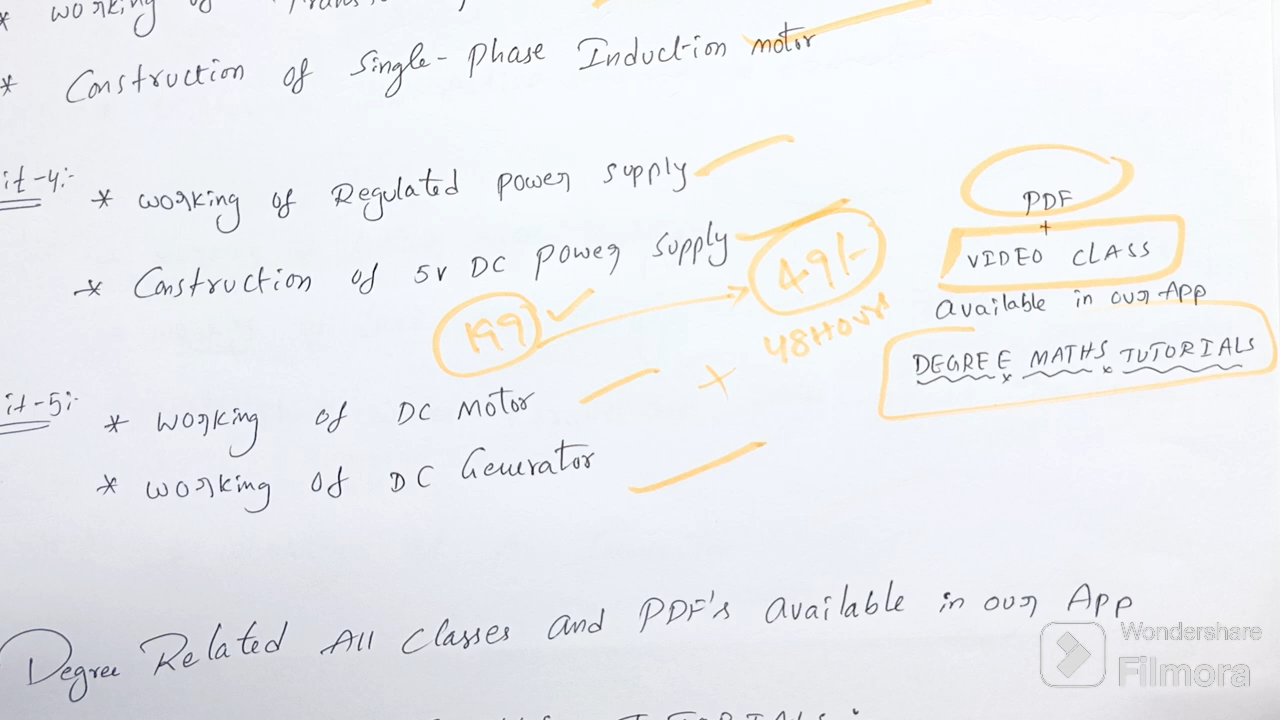 * working of
* Construction of Single-phase Induction motor
it-4:-
* working of Regulated power supply
* Construction of 5v DC power supply
199
49/-
48HOURS
PDF
+
VIDEO CLASS
available in our App
DEGREE MATHS TUTORIALS
+
it-5:-
* working of DC Motor
* working of DC Generator
Degree Related All Classes and PDF's available in our App
Wondershare
Filmora